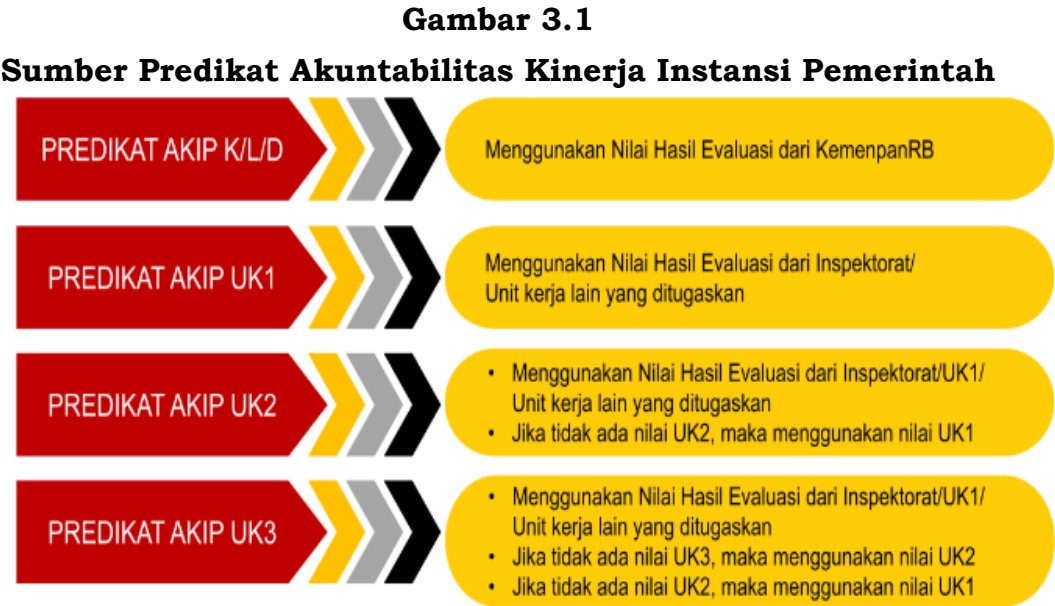 Gambar 3.1
Sumber Predikat Akuntabilitas Kinerja Instansi Pemerintah
PREDIKAT AKIP K/L/D
Menggunakan Nilai Hasil Evaluasi dari KemenpanRB
PREDIKAT AKIP UK1
Menggunakan Nilai Hasil Evaluasi dari Inspektorat/
Unit kerja lain yang ditugaskan
PREDIKAT AKIP UK2
• Menggunakan Nilai Hasil Evaluasi dari Inspektorat/UK1/
Unit kerja lain yang ditugaskan
• Jika tidak ada nilai UK2, maka menggunakan nilai UK1
PREDIKAT AKIP UK3
• Menggunakan Nilai Hasil Evaluasi dari Inspektorat/UK1/
Unit kerja lain yang ditugaskan
• Jika tidak ada nilai UK3, maka menggunakan nilai UK2
• Jika tidak ada nilai UK2, maka menggunakan nilai UK1